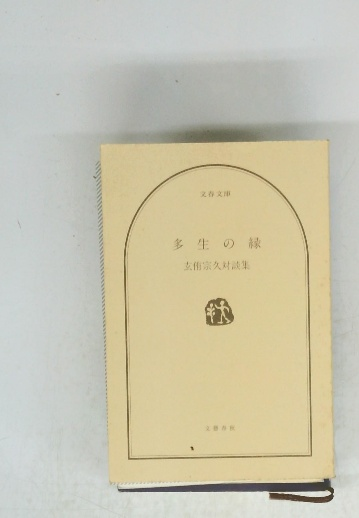 文春文庫
多生の縁
玄侑宗久対談集
文藝春秋